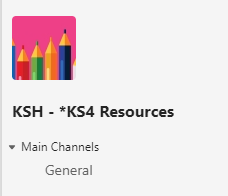 KSH - *KS4 Resources
Main Channels
General